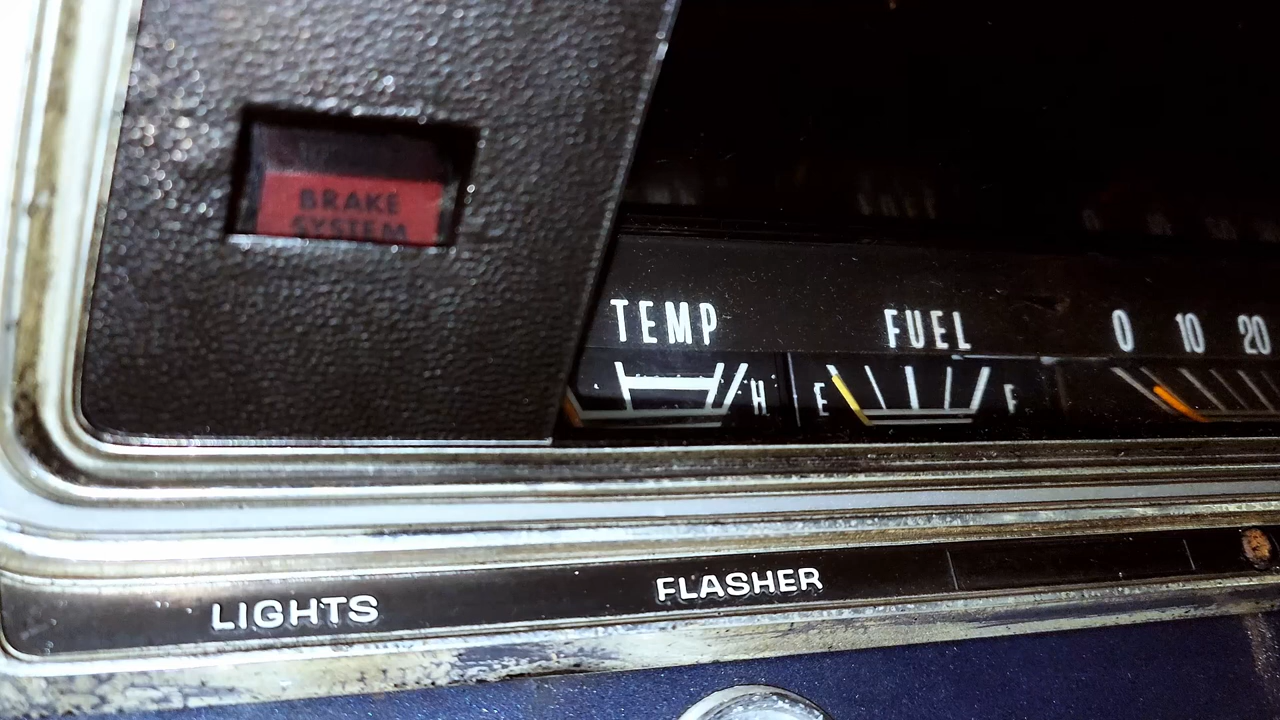 BRAKE
SYSTEM
TEMP
FUEL
0 10 20
H
E
F
LIGHTS
FLASHER